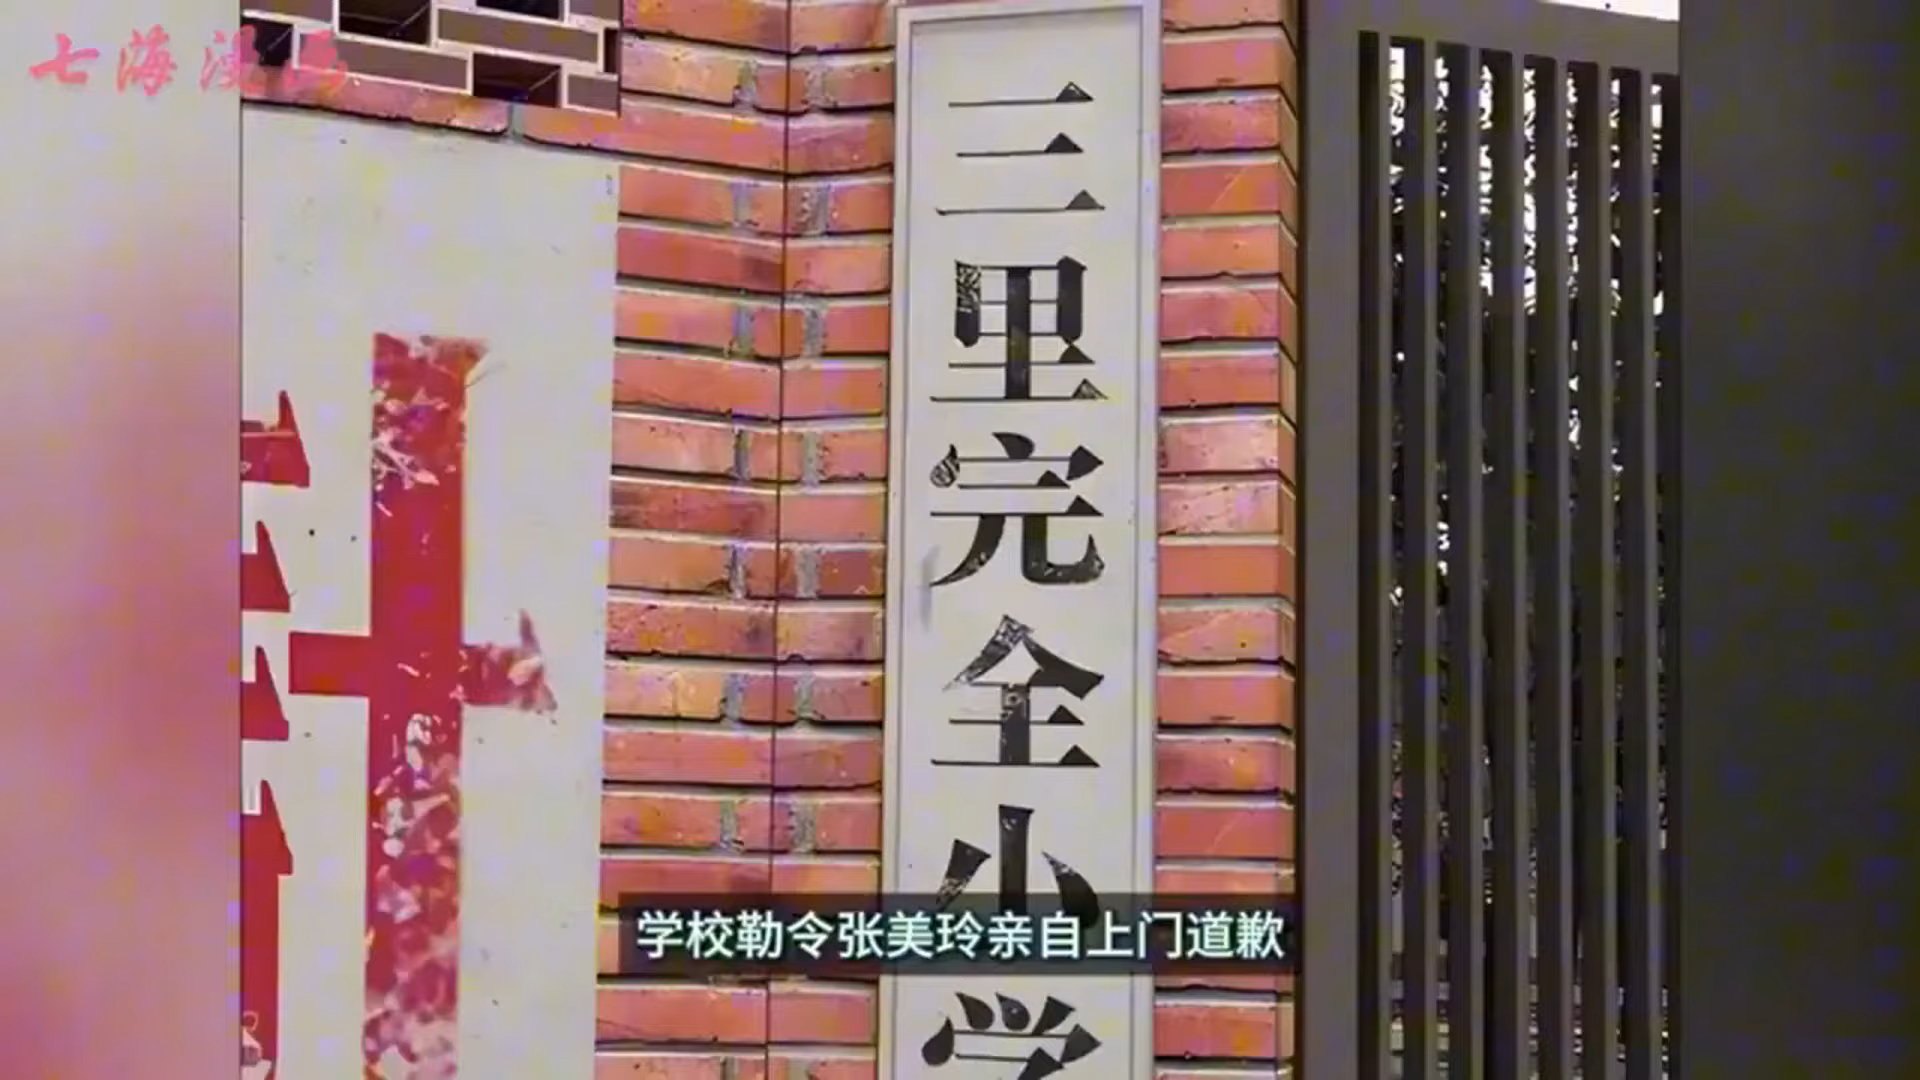 七海漫画
三里完全小学
学校勒令张美玲亲自上门道歉